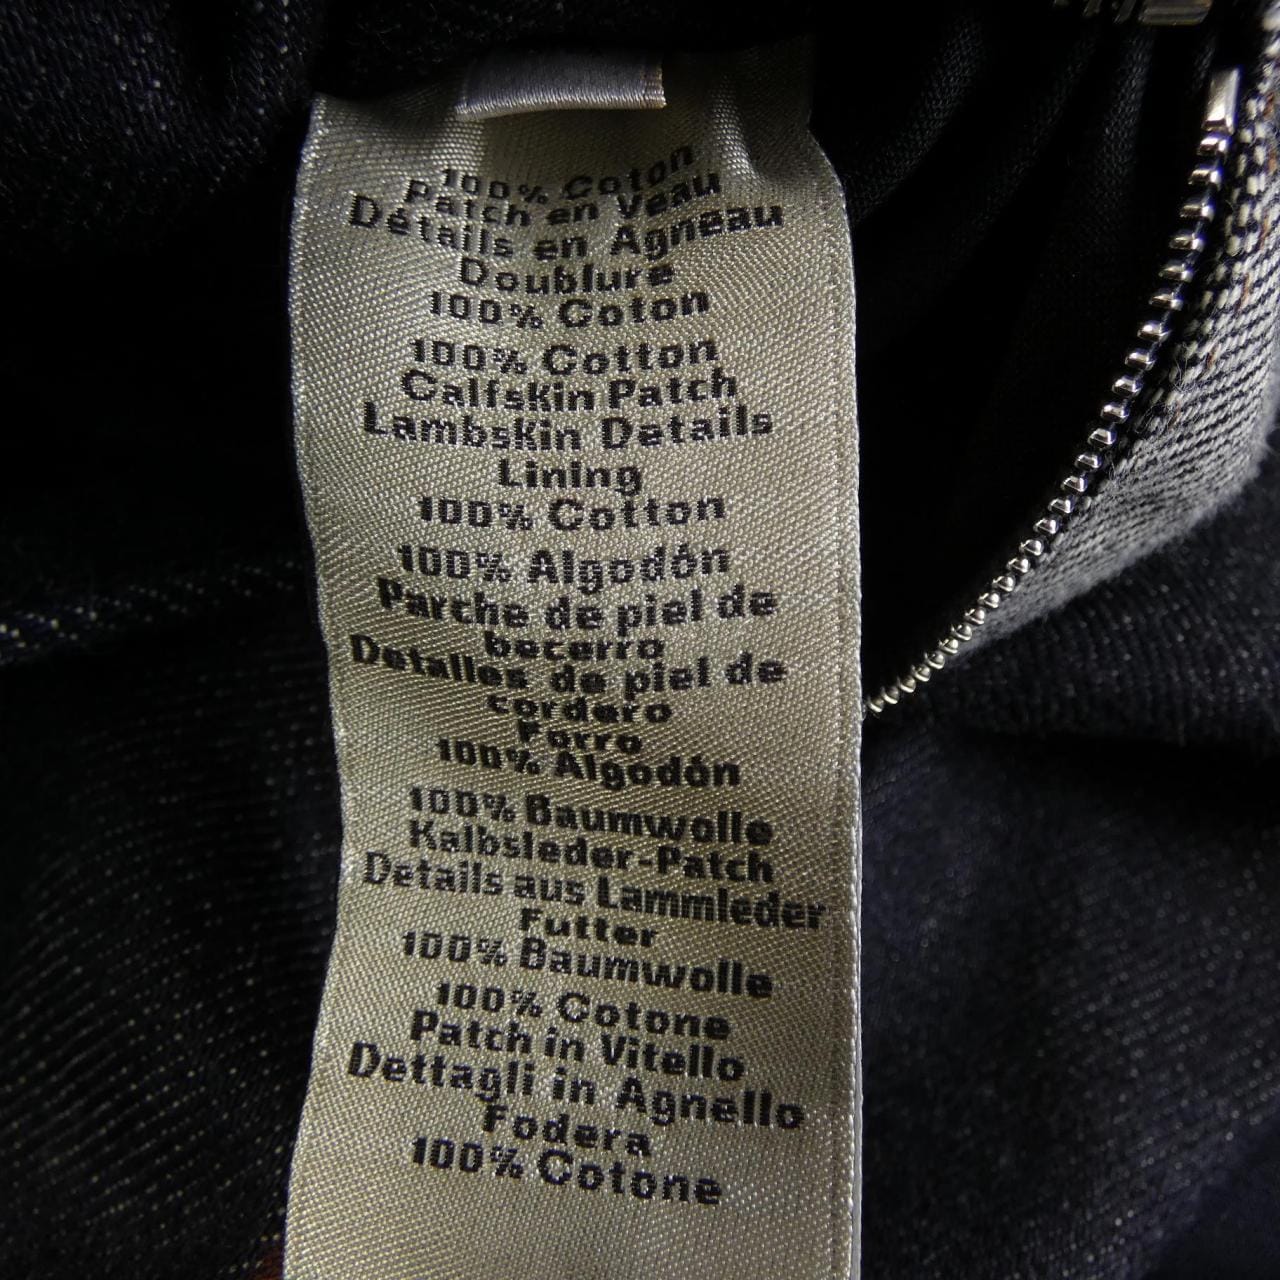 100% Coton
Patch en Veau
Détails en Agneau
Doublure
100% Coton
100% Cotton
Calfskin Patch
Lambskin Details
Lining
100% Cotton
100% Algodón
Parche de piel de
becerro
Detalles de piel de
cordero
Forro
100% Algodón
100% Baumwolle
Kalbsleder-Patch
Details aus Lammleder
Futter
100% Baumwolle
100% Cotone
Patch in Vitello
Dettagli in Agnello
Fodera
100% Cotone